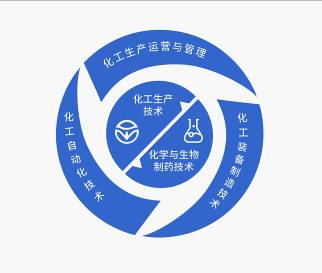 化工生产运营与管理
化工生产
技术
化学与生物
制药技术
化工自动化技术
化工装备制造技术